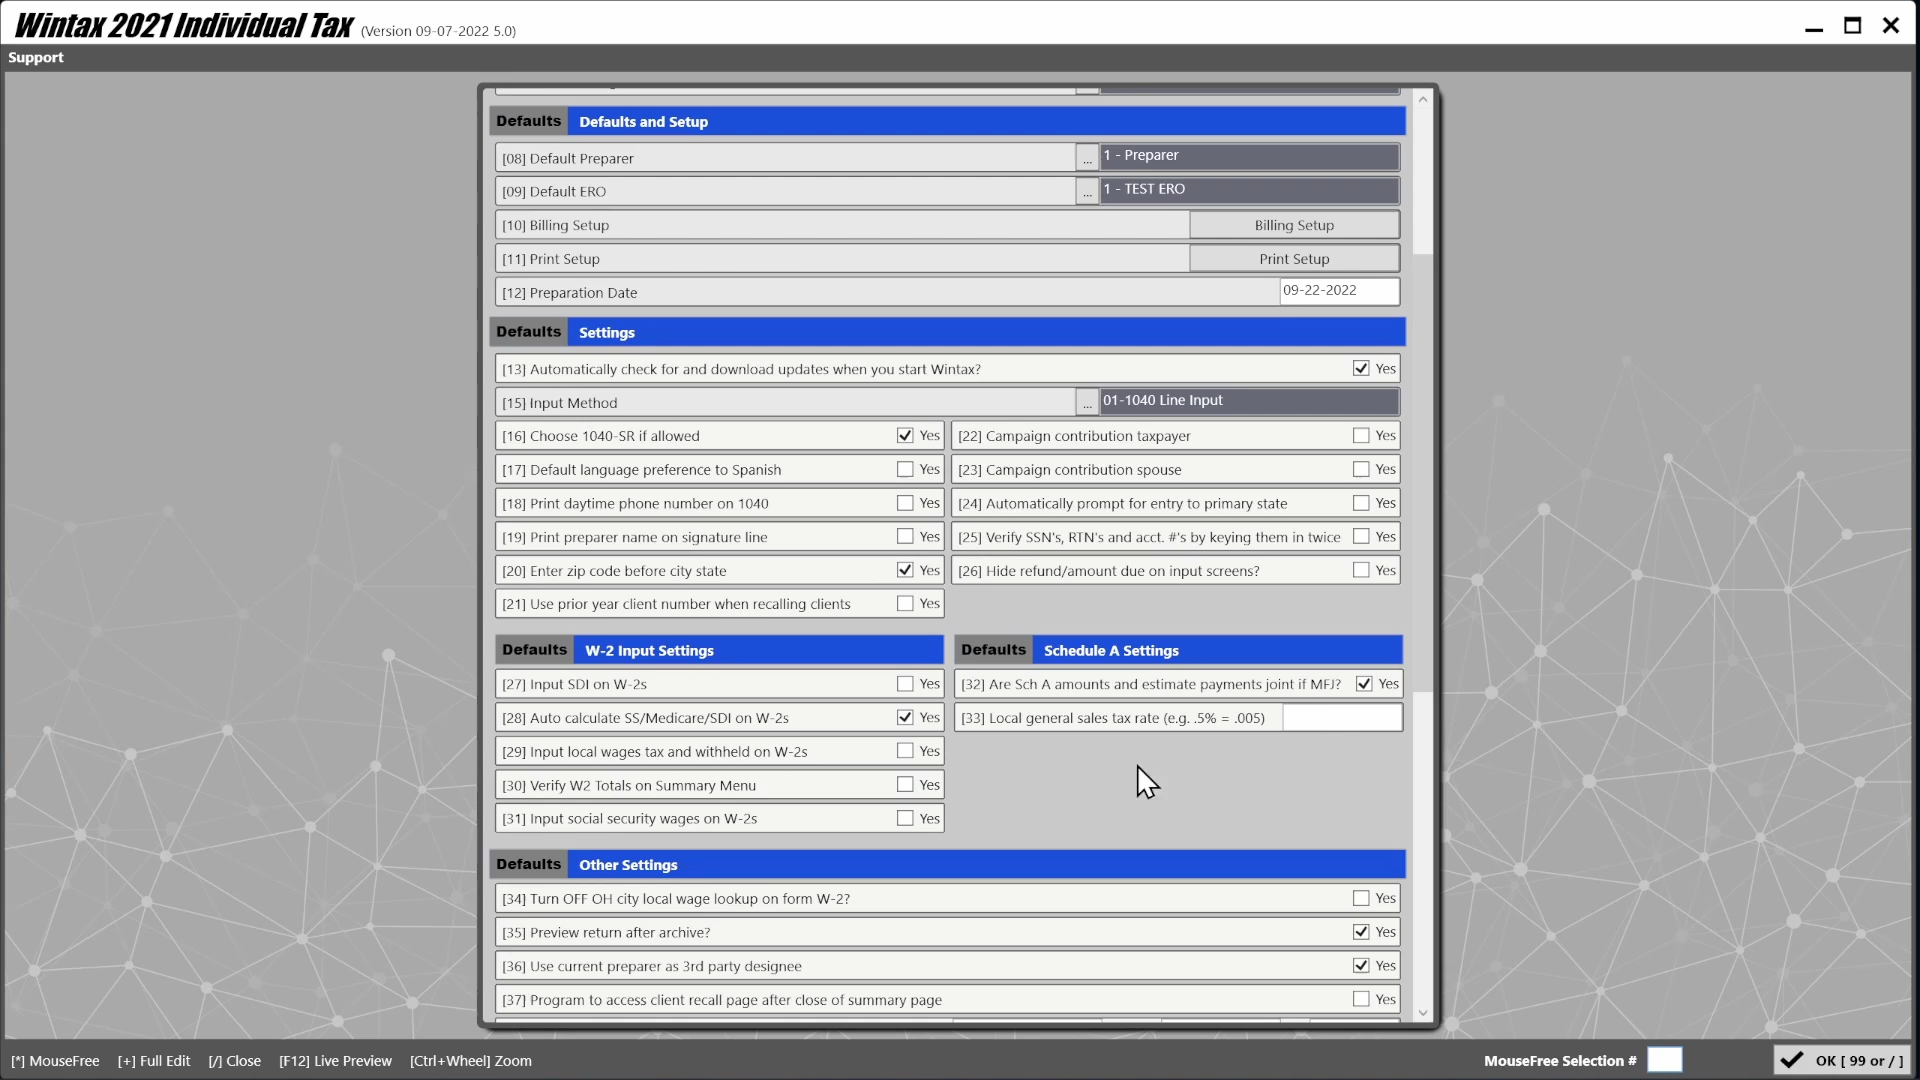 Wintax 2021 Individual Tax (Version 09-07-2022 5.0)
Support
Defaults Defaults and Setup
[08] Default Preparer ... 1 - Preparer
[09] Default ERO ... 1 - TEST ERO
[10] Billing Setup Billing Setup
[11] Print Setup Print Setup
[12] Preparation Date 09-22-2022
Defaults Settings
[13] Automatically check for and download updates when you start Wintax? Yes
[15] Input Method ... 01-1040 Line Input
[16] Choose 1040-SR if allowed Yes [22] Campaign contribution taxpayer Yes
[17] Default language preference to Spanish Yes [23] Campaign contribution spouse Yes
[18] Print daytime phone number on 1040 Yes [24] Automatically prompt for entry to primary state Yes
[19] Print preparer name on signature line Yes [25] Verify SSN's, RTN's and acct. #'s by keying them in twice Yes
[20] Enter zip code before city state Yes [26] Hide refund/amount due on input screens? Yes
[21] Use prior year client number when recalling clients Yes
Defaults W-2 Input Settings Defaults Schedule A Settings
[27] Input SDI on W-2s Yes [32] Are Sch A amounts and estimate payments joint if MFJ? Yes
[28] Auto calculate SS/Medicare/SDI on W-2s Yes [33] Local general sales tax rate (e.g. .5% = .005)
[29] Input local wages tax and withheld on W-2s Yes
[30] Verify W2 Totals on Summary Menu Yes
[31] Input social security wages on W-2s Yes
Defaults Other Settings
[34] Turn OFF OH city local wage lookup on form W-2? Yes
[35] Preview return after archive? Yes
[36] Use current preparer as 3rd party designee Yes
[37] Program to access client recall page after close of summary page Yes
[*] MouseFree [+] Full Edit [/] Close [F12] Live Preview [Ctrl+Wheel] Zoom MouseFree Selection # OK [ 99 or / ]